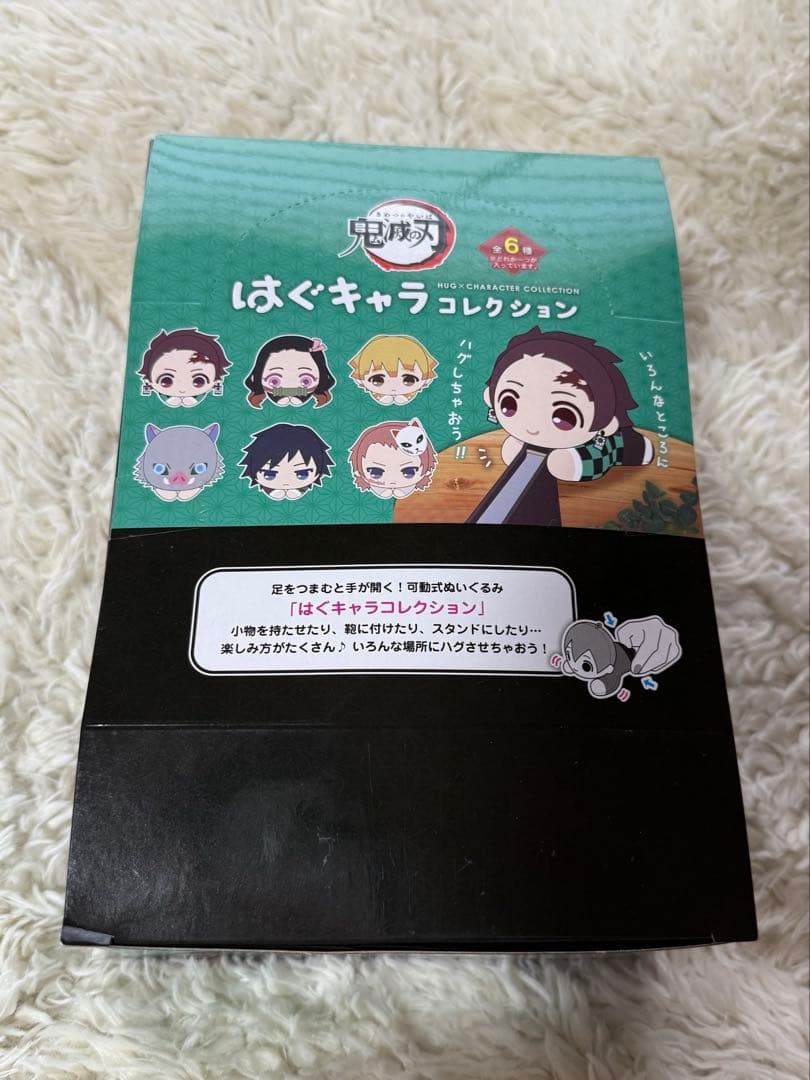 きめつのやいば
鬼滅の刃
全6種
※どれか一つが
入っています。
HUG×CHARACTER COLLECTION
はぐキャラコレクション
いろんなところに
ハグしちゃおう!!
足をつまむと手が開く!可動式ぬいぐるみ
「はぐキャラコレクション」
小物を持たせたり、鞄に付けたり、スタンドにしたり…
楽しみ方がたくさん♪いろんな場所にハグさせちゃおう!